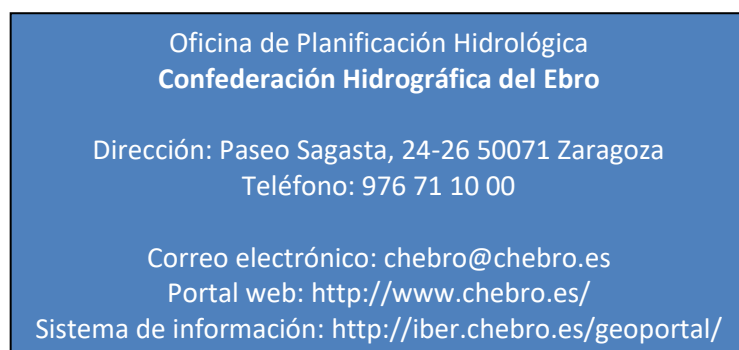 Oficina de Planificación Hidrológica
Confederación Hidrográfica del Ebro
Dirección: Paseo Sagasta, 24-26 50071 Zaragoza
Teléfono: 976 71 10 00
Correo electrónico: chebro@chebro.es
Portal web: http://www.chebro.es/
Sistema de información: http://iber.chebro.es/geoportal/